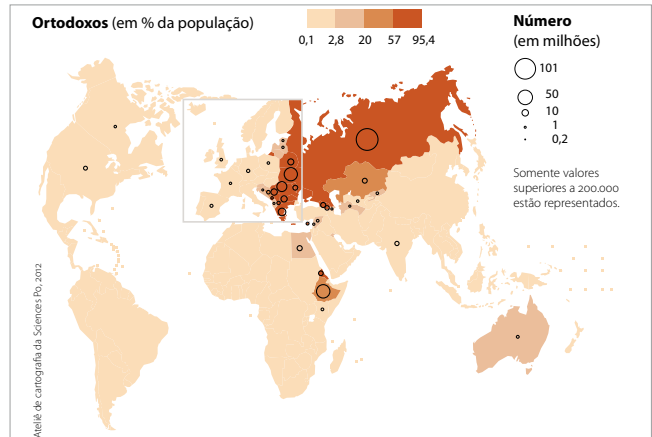 Ortodoxos (em % da população)
0,1 2,8 20 57 95,4
Número
(em milhões)
101
50
10
1
0,2
Somente valores
superiores a 200.000
estão representados.
Ateliê de cartografia da Sciences Po, 2012